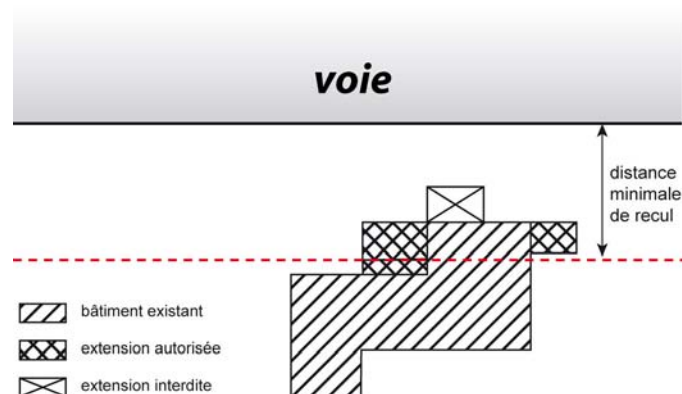 voie
distance
minimale
de recul
bâtiment existant
extension autorisée
extension interdite